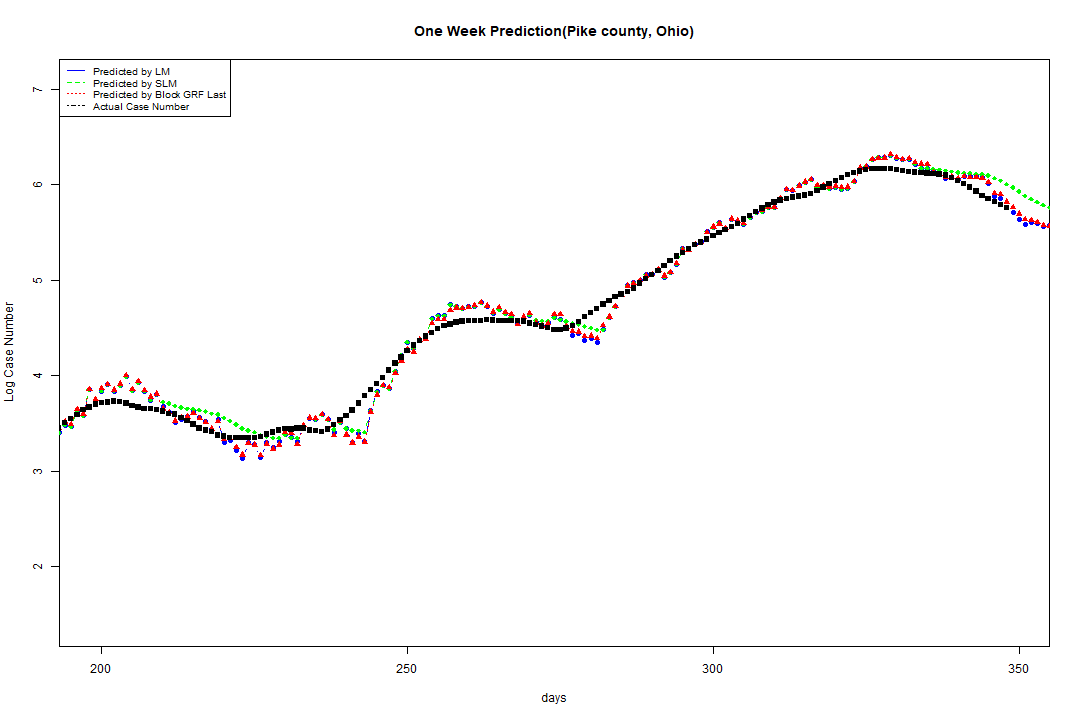 One Week Prediction(Pike county, Ohio)
Predicted by LM
Predicted by SLM
Predicted by Block GRF Last
Actual Case Number
7
6
5
4
3
2
Log Case Number
200 250 300 350
days